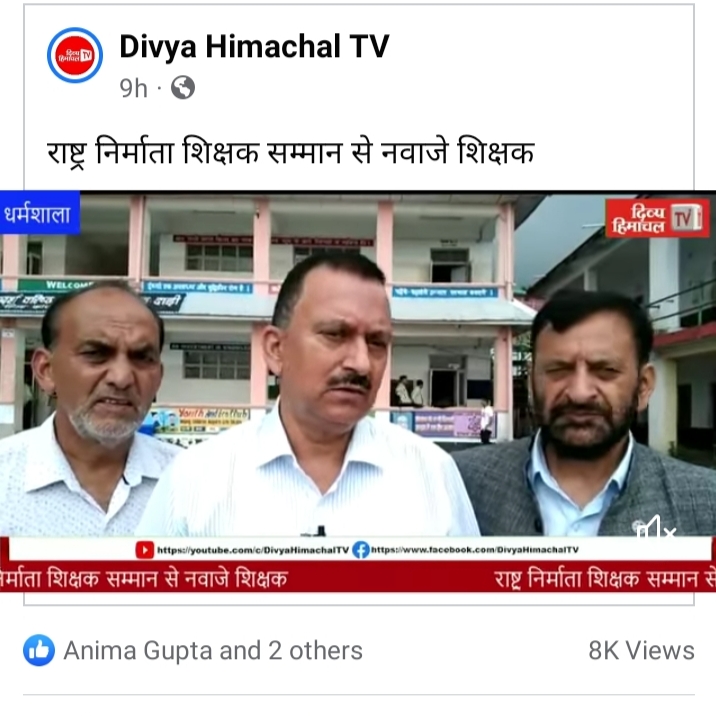 Divya Himachal TV
9h ·
राष्ट्र निर्माता शिक्षक सम्मान से नवाजे शिक्षक
धर्मशाला
दिव्य
हिमाचल TV
WELCOM
https://youtube.com/c/DivyaHimachalTV https://www.facebook.com/DivyaHimachalTV
र्माता शिक्षक सम्मान से नवाजे शिक्षक राष्ट्र निर्माता शिक्षक सम्मान से
Anima Gupta and 2 others 8K Views